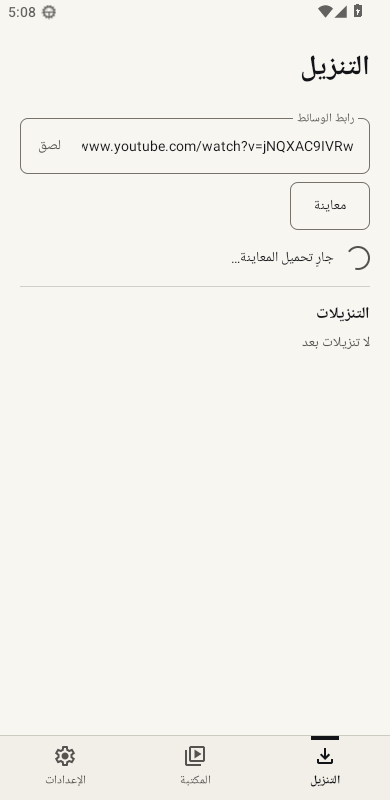 5:08
التنزيل
رابط الوسائط
www.youtube.com/watch?v=jNQXAC9IVRw
لصق
معاينة
جارٍ تحميل المعاينة...
التنزيلات
لا تنزيلات بعد
التنزيل
المكتبة
الإعدادات